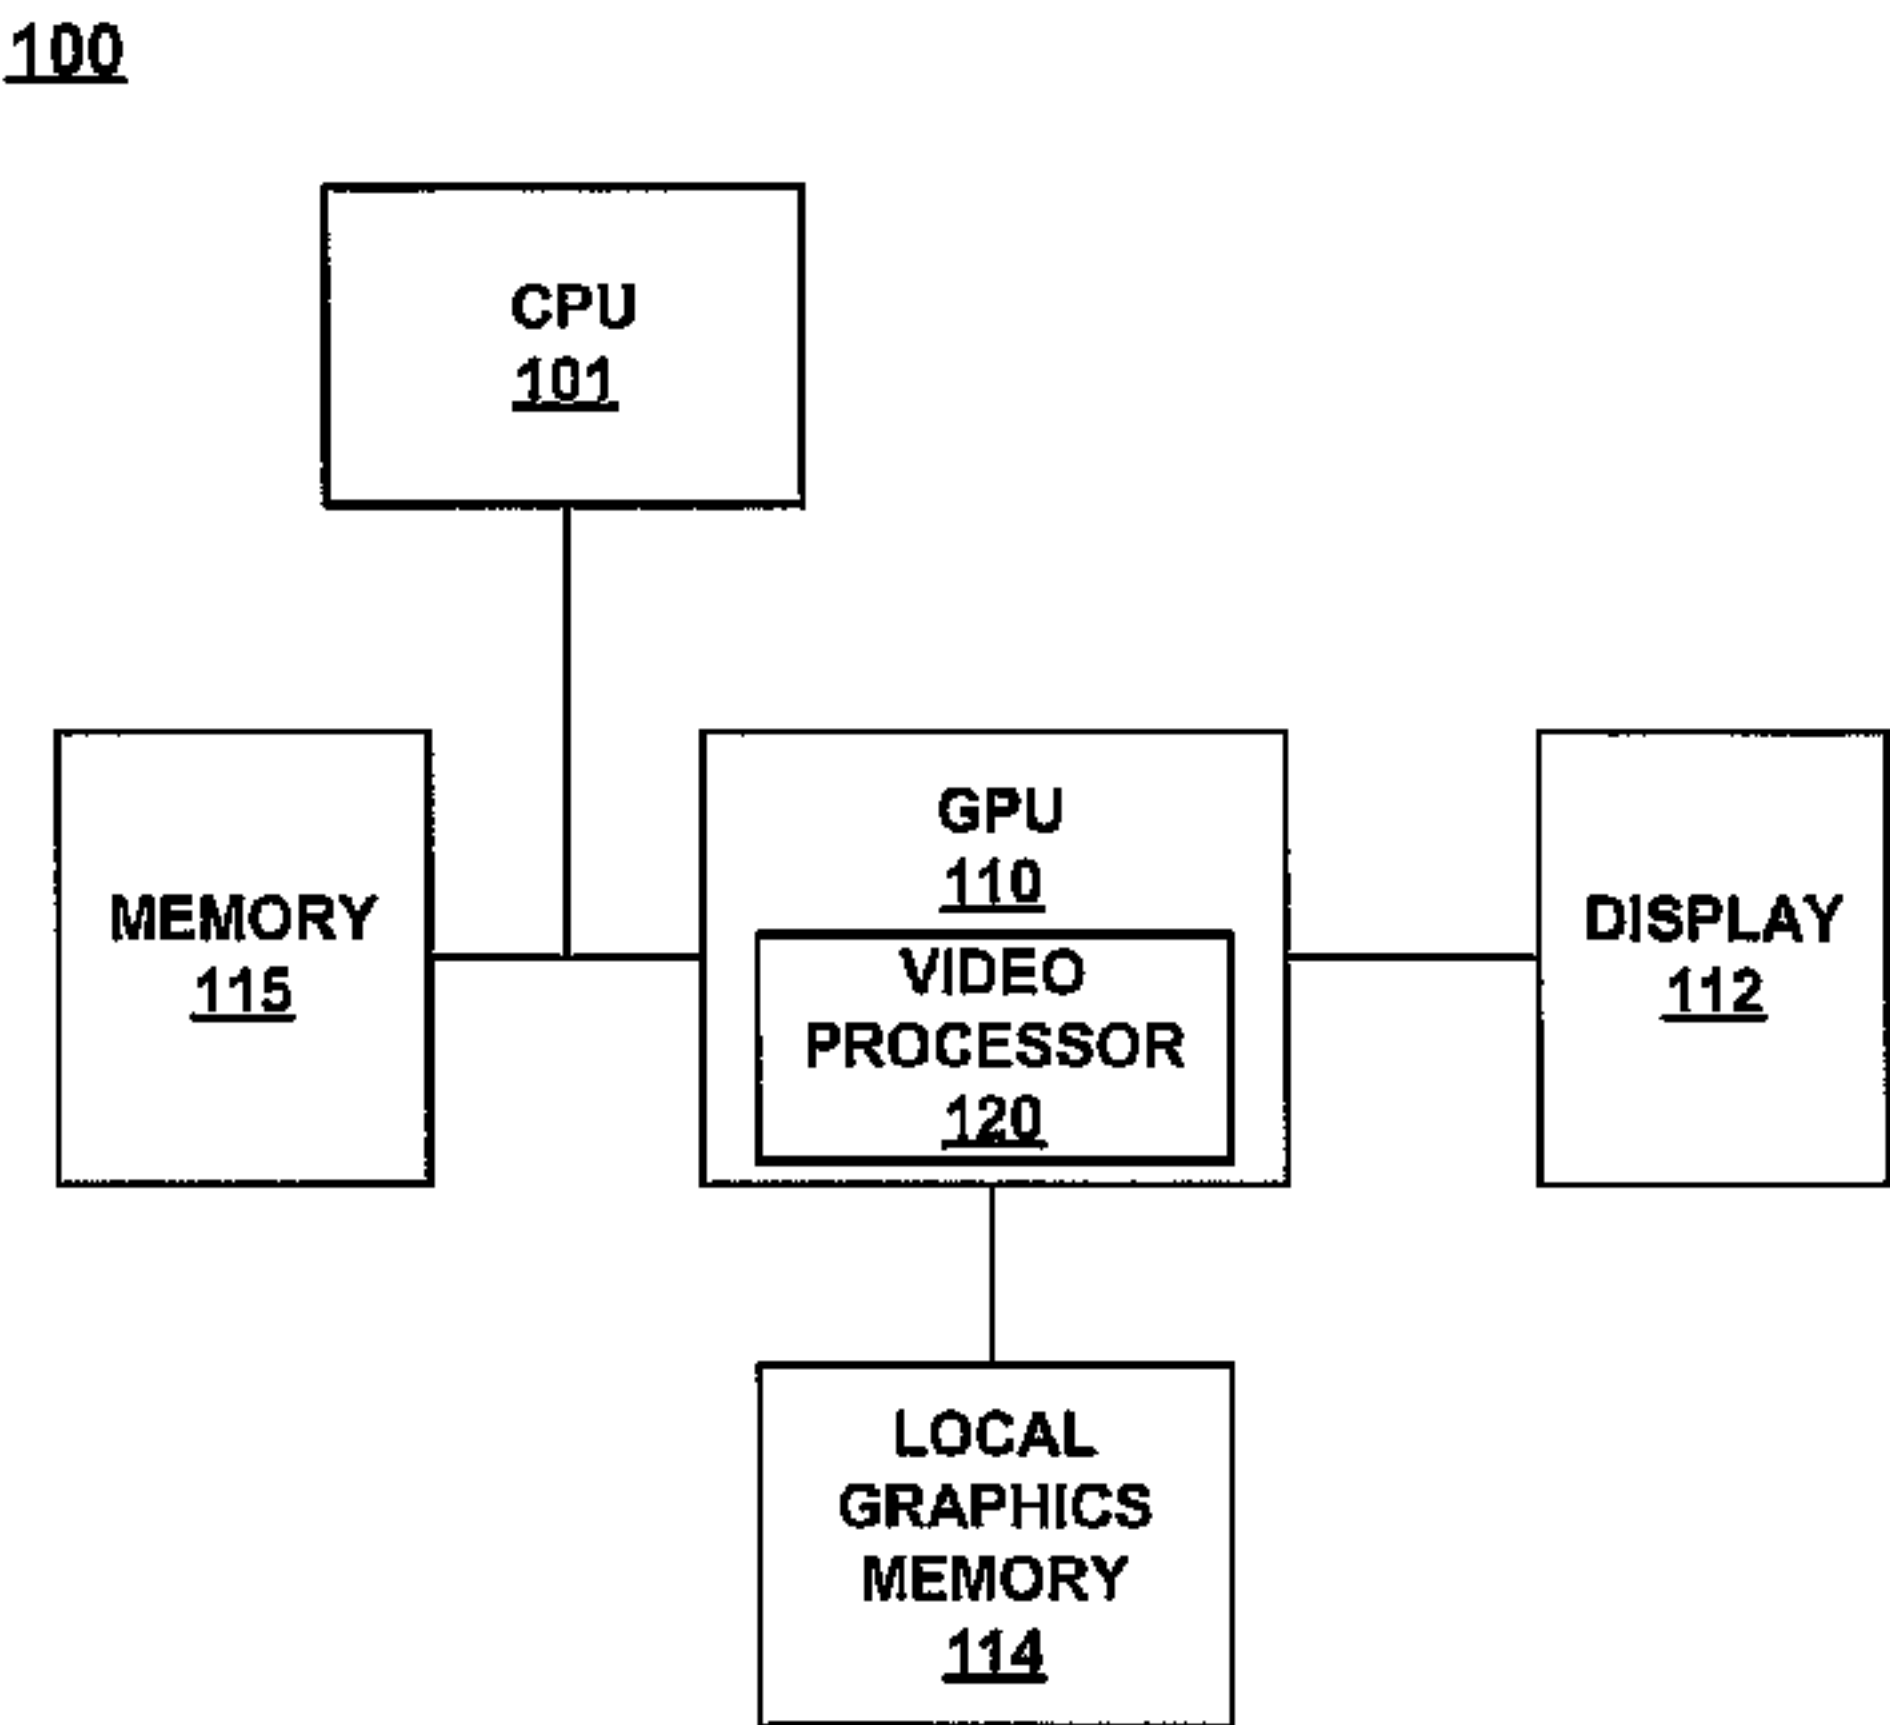 100
CPU
101
MEMORY
115
GPU
110
VIDEO
PROCESSOR
120
DISPLAY
112
LOCAL
GRAPHICS
MEMORY
114